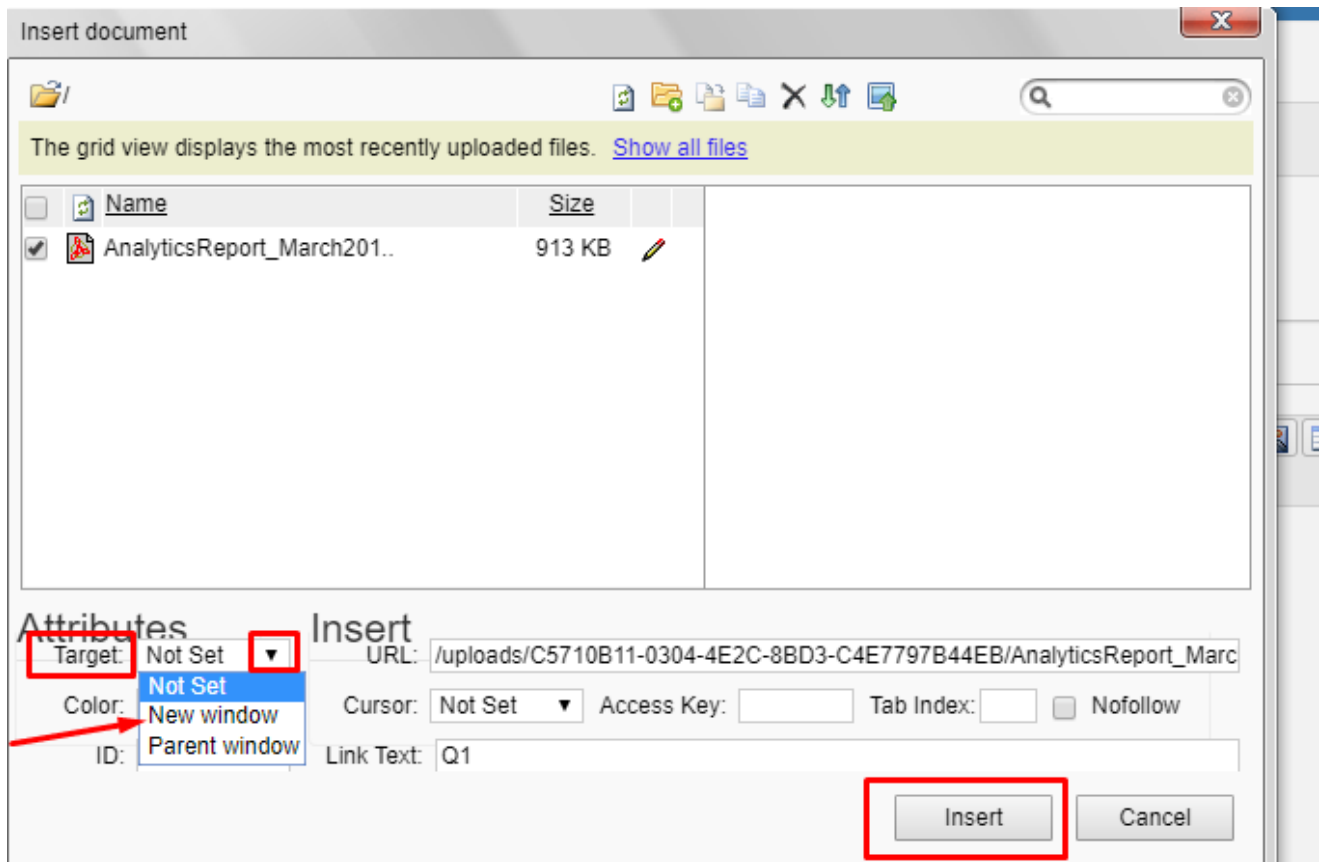 Insert document
/
The grid view displays the most recently uploaded files. Show all files
Name Size
AnalyticsReport_March201.. 913 KB
Attributes Insert
Target: Not Set URL: /uploads/C5710B11-0304-4E2C-8BD3-C4E7797B44EB/AnalyticsReport_Marc
Not Set
Color: New window Cursor: Not Set Access Key: Tab Index: Nofollow
Parent window
ID: Link Text: Q1
Insert Cancel